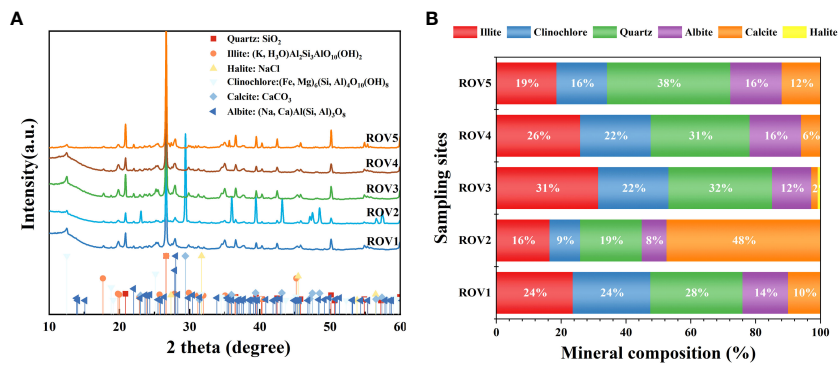 A
Quartz: SiO2
Illite: (K, H3O)Al2Si3AlO10(OH)2
Halite: NaCl
Clinochlore:(Fe, Mg)6(Si, Al)4O10(OH)8
Calcite: CaCO3
Albite: (Na, Ca)Al(Si, Al)3O8
Intensity(a.u.)
ROV5
ROV4
ROV3
ROV2
ROV1
10 20 30 40 50 60
2 theta (degree)
B
Illite Clinochlore Quartz Albite Calcite Halite
Sampling sites
ROV5 19% 16% 38% 16% 12%
ROV4 26% 22% 31% 16% 6%
ROV3 31% 22% 32% 12% 2
ROV2 16% 9% 19% 8% 48%
ROV1 24% 24% 28% 14% 10%
0 20 40 60 80 100
Mineral composition (%)